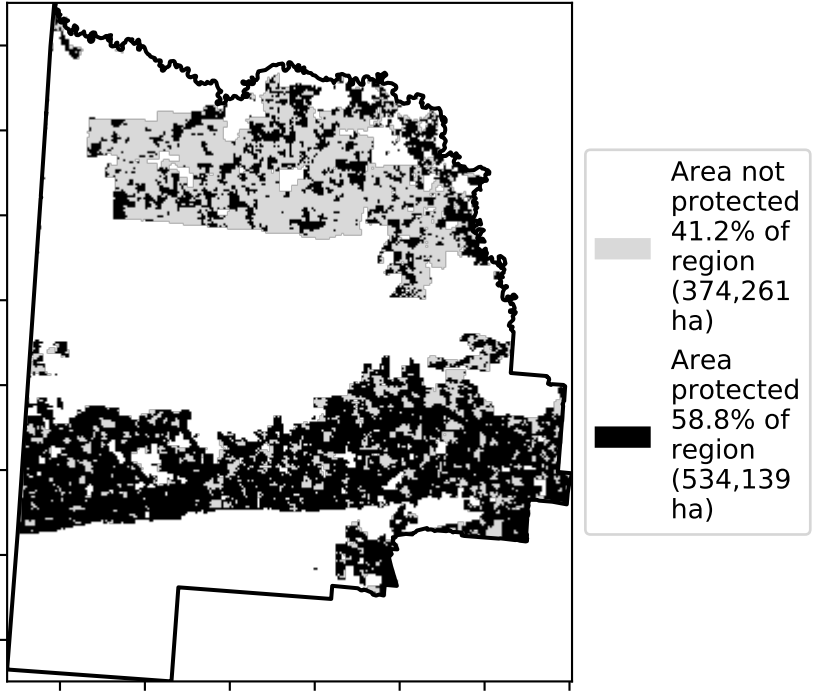 Area not
protected
41.2% of
region
(374,261
ha)
Area
protected
58.8% of
region
(534,139
ha)